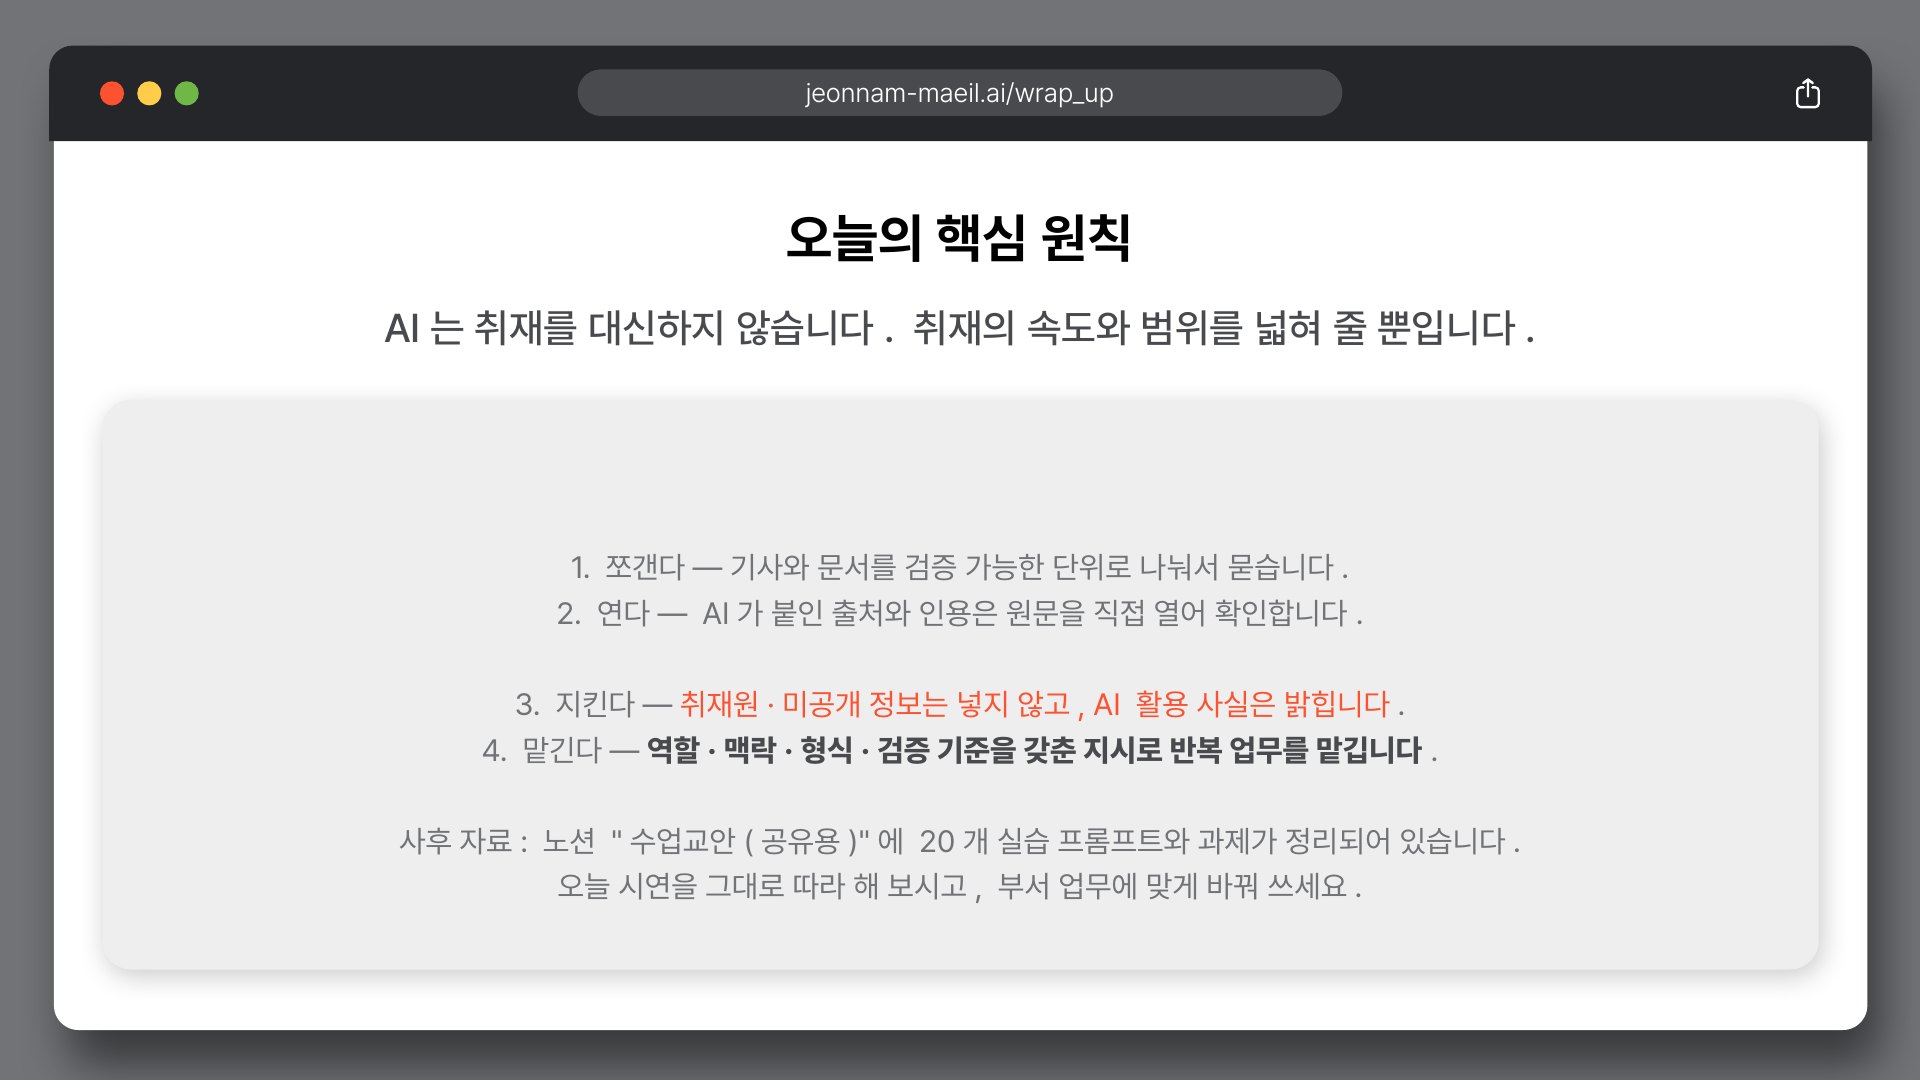 jeonnam-maeil.ai/wrap_up
오늘의 핵심 원칙
AI 는 취재를 대신하지 않습니다 . 취재의 속도와 범위를 넓혀 줄 뿐입니다 .
1. 쪼갠다 — 기사와 문서를 검증 가능한 단위로 나눠서 묻습니다 .
2. 연다 — AI 가 붙인 출처와 인용은 원문을 직접 열어 확인합니다 .
3. 지킨다 — 취재원 · 미공개 정보는 넣지 않고 , AI 활용 사실은 밝힙니다 .
4. 맡긴다 — 역할 · 맥락 · 형식 · 검증 기준을 갖춘 지시로 반복 업무를 맡깁니다 .
사후 자료 : 노션 " 수업교안 ( 공유용 )" 에 20 개 실습 프롬프트와 과제가 정리되어 있습니다 .
오늘 시연을 그대로 따라 해 보시고 , 부서 업무에 맞게 바꿔 쓰세요 .